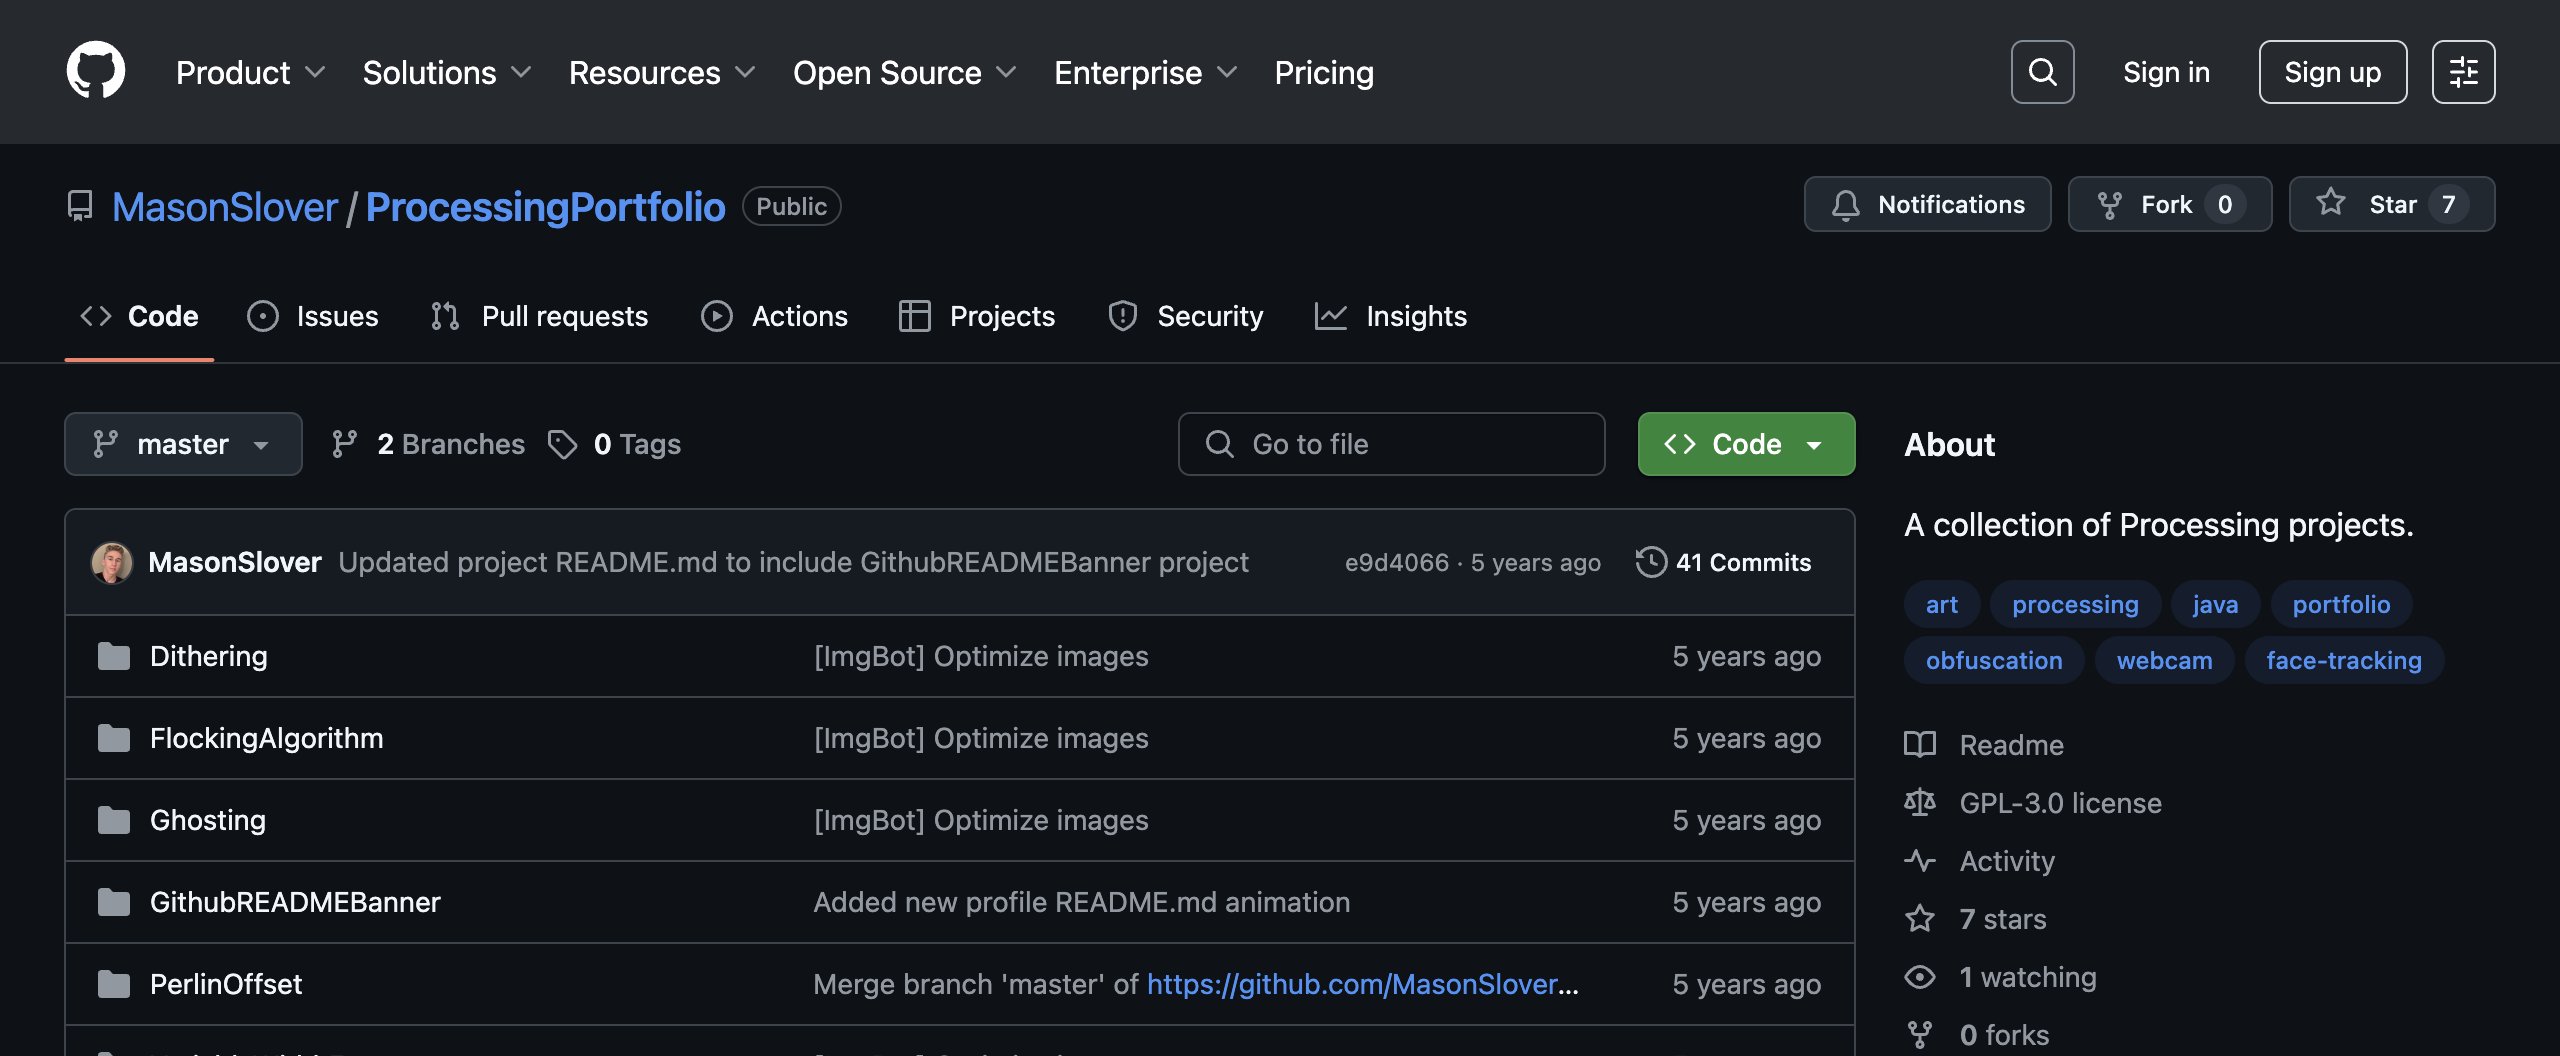 Product Solutions Resources Open Source Enterprise Pricing Sign in Sign up
MasonSlover / ProcessingPortfolio Public Notifications Fork 0 Star 7
Code Issues Pull requests Actions Projects Security Insights
master 2 Branches 0 Tags Go to file Code
MasonSlover Updated project README.md to include GithubREADMEBanner project e9d4066 · 5 years ago 41 Commits
Dithering [ImgBot] Optimize images 5 years ago
FlockingAlgorithm [ImgBot] Optimize images 5 years ago
Ghosting [ImgBot] Optimize images 5 years ago
GithubREADMEBanner Added new profile README.md animation 5 years ago
PerlinOffset Merge branch 'master' of https://github.com/MasonSlover... 5 years ago
About
A collection of Processing projects.
art processing java portfolio
obfuscation webcam face-tracking
Readme
GPL-3.0 license
Activity
7 stars
1 watching
0 forks